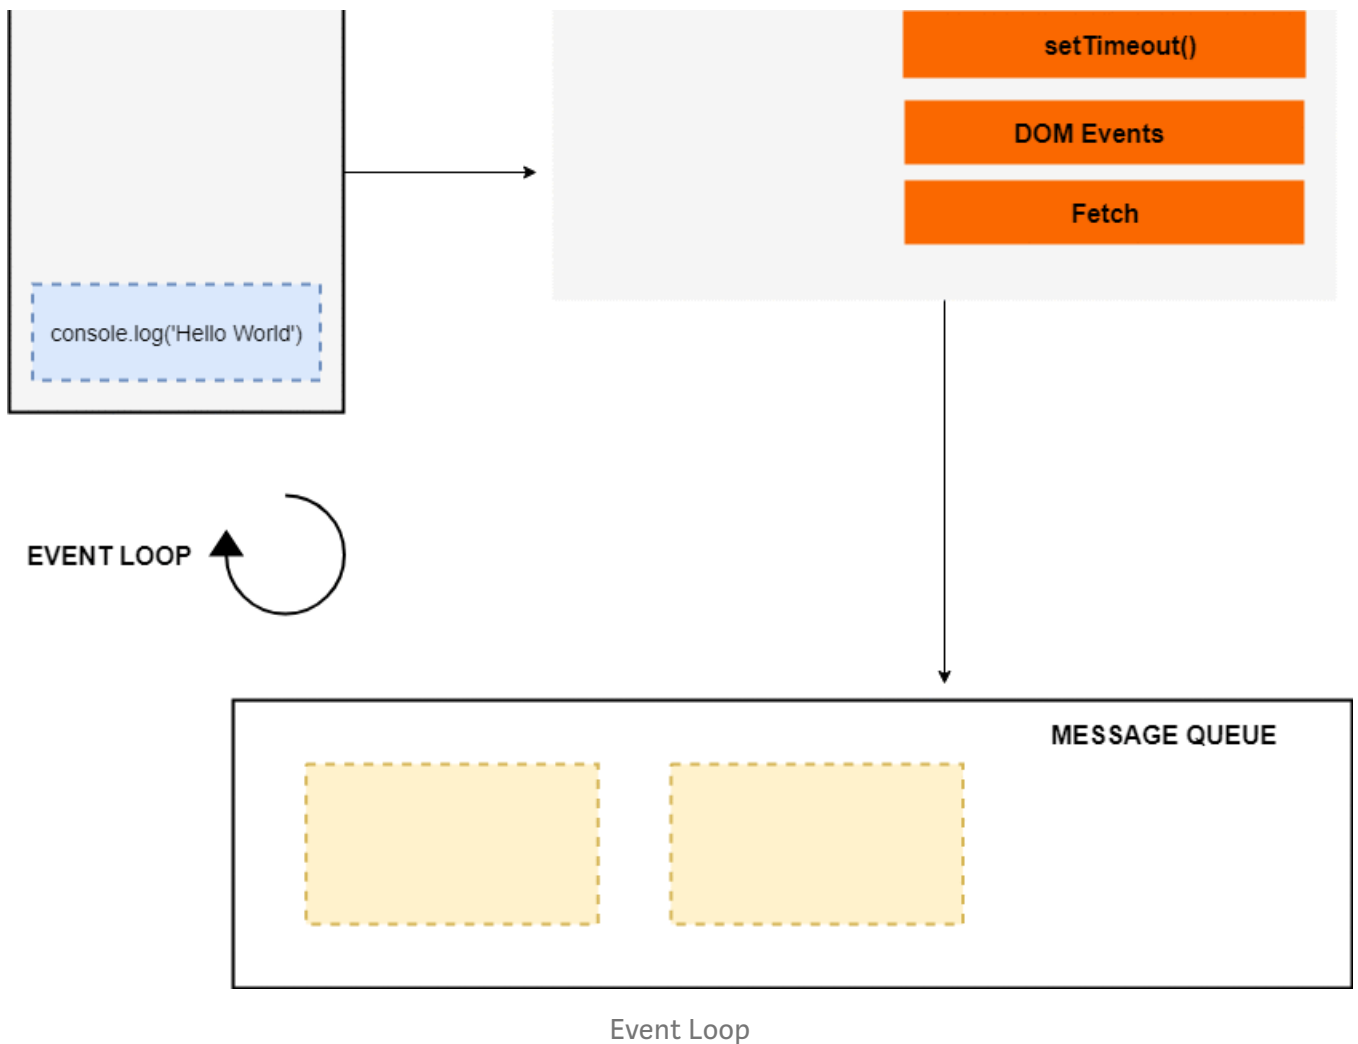 setTimeout()
DOM Events
Fetch
console.log('Hello World')
EVENT LOOP
MESSAGE QUEUE
Event Loop